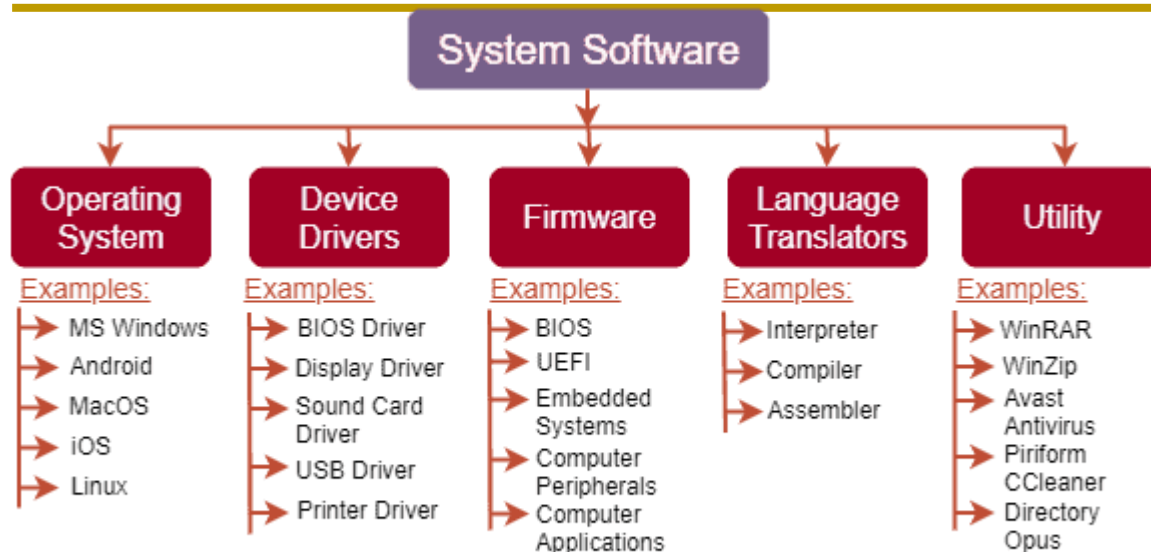 System Software
Operating
System
Device
Drivers
Firmware
Language
Translators
Utility
Examples:
MS Windows
Android
MacOS
iOS
Linux
Examples:
BIOS Driver
Display Driver
Sound Card
Driver
USB Driver
Printer Driver
Examples:
BIOS
UEFI
Embedded
Systems
Computer
Peripherals
Computer
Applications
Examples:
Interpreter
Compiler
Assembler
Examples:
WinRAR
WinZip
Avast
Antivirus
Piriform
CCleaner
Directory
Opus